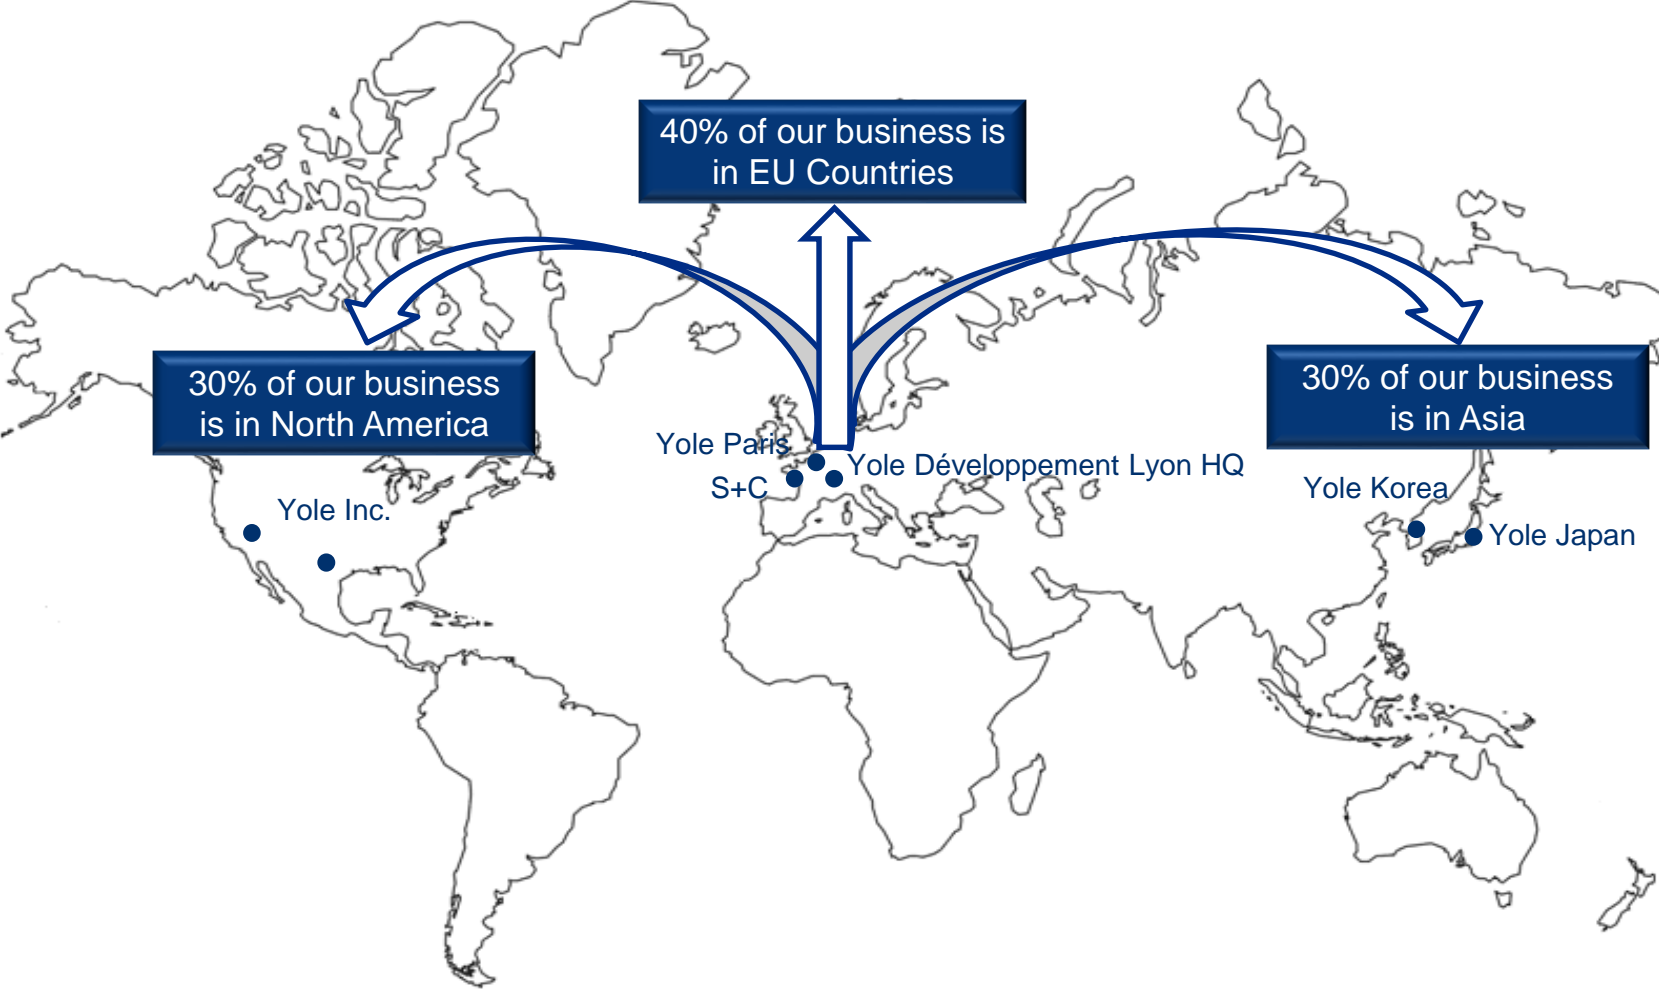 40% of our business is
in EU Countries
30% of our business
is in North America
30% of our business
is in Asia
Yole Paris
Yole Développement Lyon HQ
S+C
Yole Inc.
Yole Korea
Yole Japan